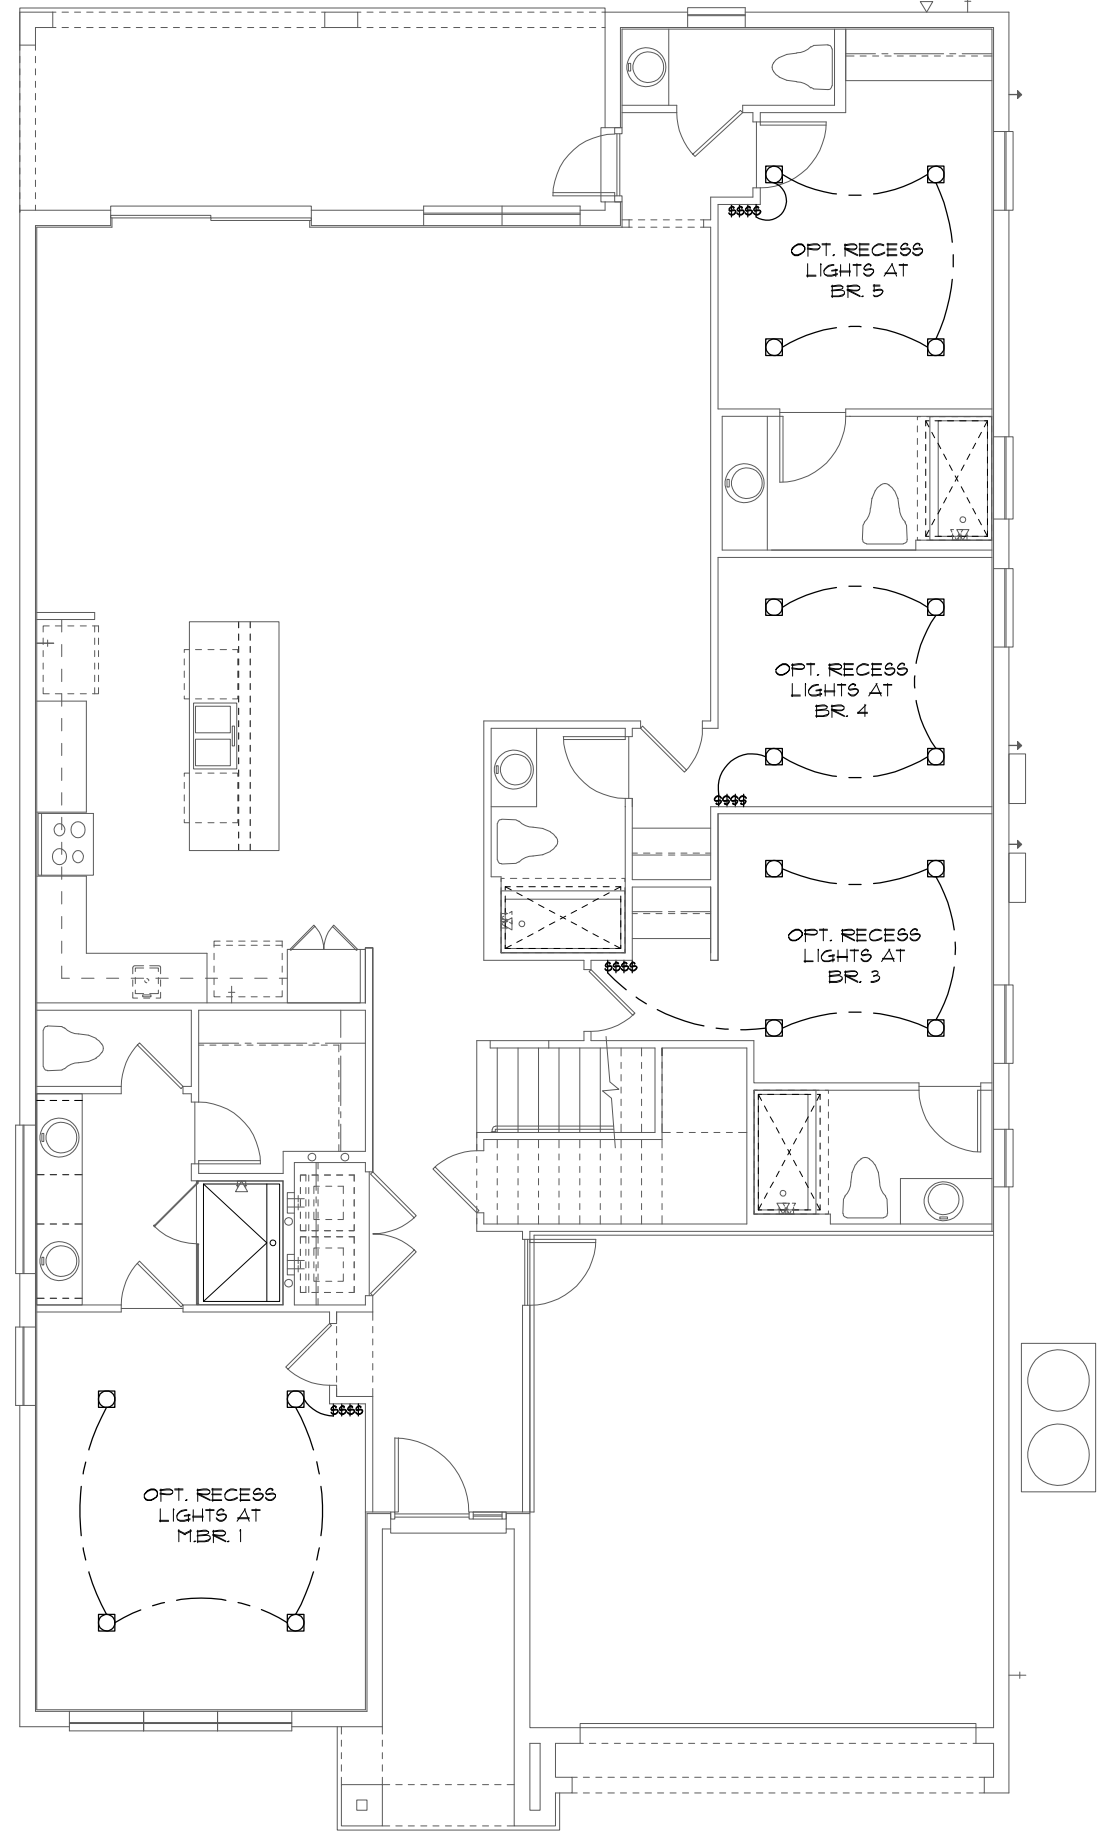 $$$$
OPT. RECESS
LIGHTS AT
BR. 5
OPT. RECESS
LIGHTS AT
BR. 4
$$$$
OPT. RECESS
LIGHTS AT
BR. 3
$$$$
$$$$
OPT. RECESS
LIGHTS AT
M.BR. 1